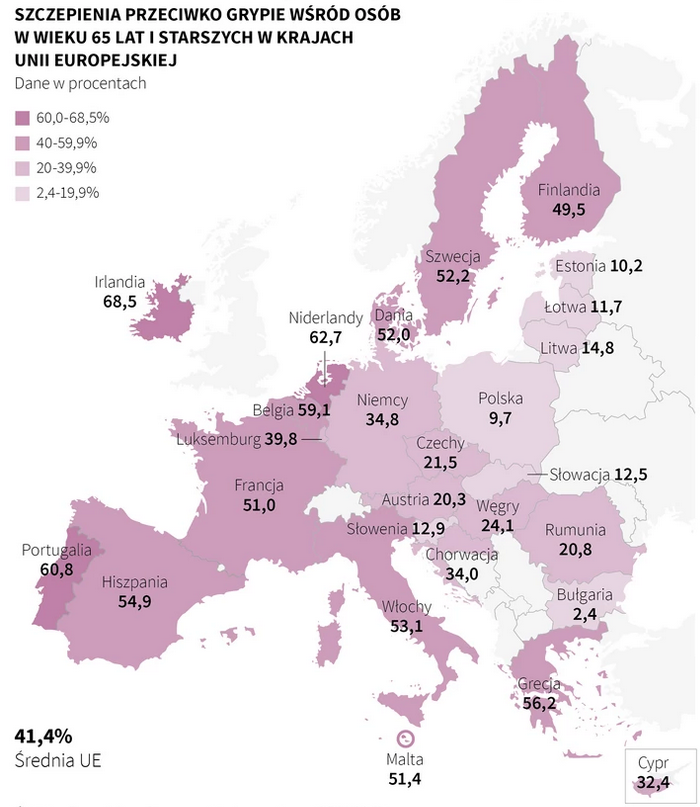 SZCZEPIENIA PRZECIWKO GRYPIE WŚRÓD OSÓB
W WIEKU 65 LAT I STARSZYCH W KRAJACH
UNII EUROPEJSKIEJ
Dane w procentach
60,0-68,5%
40-59,9%
20-39,9%
2,4-19,9%
Finlandia
49,5
Szwecja
52,2
Estonia 10,2
Irlandia
68,5
Łotwa 11,7
Niderlandy
62,7
Dania
52,0
Litwa 14,8
Belgia 59,1
Niemcy
34,8
Polska
9,7
Luksemburg 39,8
Czechy
21,5
Słowacja 12,5
Francja
51,0
Austria 20,3
Węgry
24,1
Słowenia 12,9
Rumunia
20,8
Chorwacja
34,0
Portugalia
60,8
Hiszpania
54,9
Bułgaria
2,4
Włochy
53,1
Grecja
56,2
41,4%
Średnia UE
Malta
51,4
Cypr
32,4